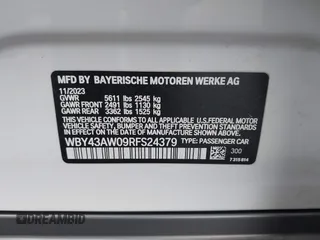 MFD BY BAYERISCHE MOTOREN WERKE AG
11/2023
GVWR 5611 LBS 2545 KG
GAWR FRONT 2491 LBS 1130 KG
GAWR REAR 3362 LBS 1525 KG
THIS VEHICLE CONFORMS TO ALL APPLICABLE U.S. FEDERAL MOTOR
VEHICLE SAFETY, BUMPER, AND THEFT PREVENTION STANDARDS
IN EFFECT ON THE DATE OF MANUFACTURE SHOWN ABOVE.
WBY43AW09RFS24379 TYPE: PASSENGER CAR
300
BIDFAX